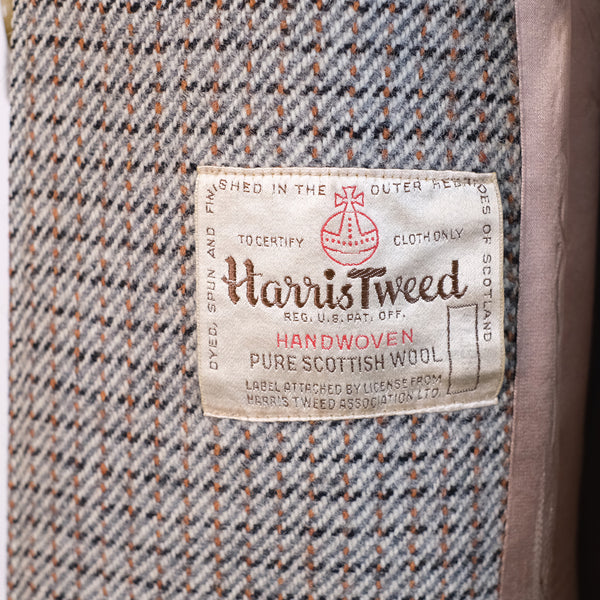 DYED, SPUN AND FINISHED IN THE OUTER HEBRIDES OF SCOTLAND
TO CERTIFY CLOTH ONLY
Harris Tweed
REG. U.S. PAT. OFF.
HANDWOVEN
PURE SCOTTISH WOOL
LABEL ATTACHED BY LICENSE FROM
HARRIS TWEED ASSOCIATION LTD.